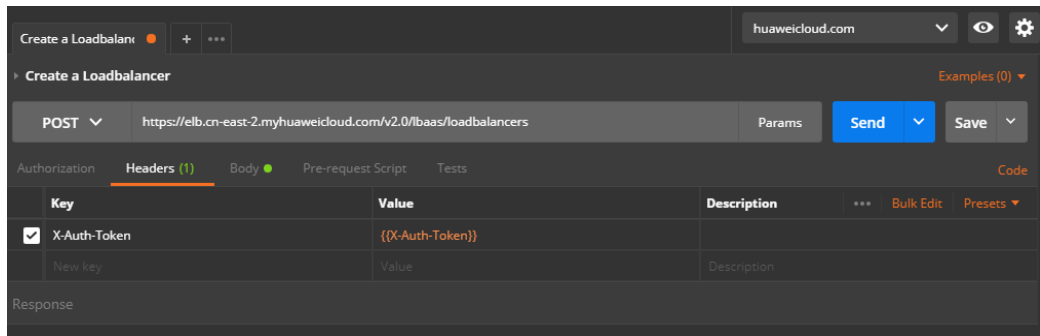 huaweicloud.com
Create a Loadbalanc + •••
Create a Loadbalancer Examples (0)
POST https://elb.cn-east-2.myhuaweicloud.com/v2.0/lbaas/loadbalancers Params Send Save
Authorization Headers (1) Body Pre-request Script Tests Code
Key Value Description ••• Bulk Edit Presets
X-Auth-Token {{X-Auth-Token}}
New key Value Description
Response